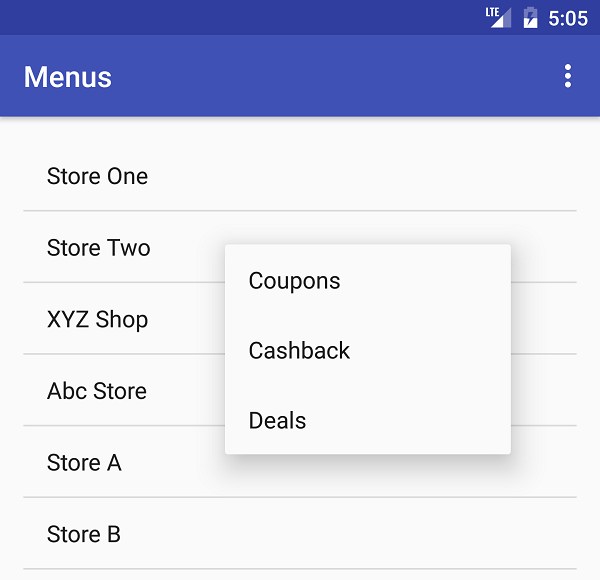 LTE 5:05
Menus
Store One
Store Two
XYZ Shop
Abc Store
Store A
Store B
Coupons
Cashback
Deals